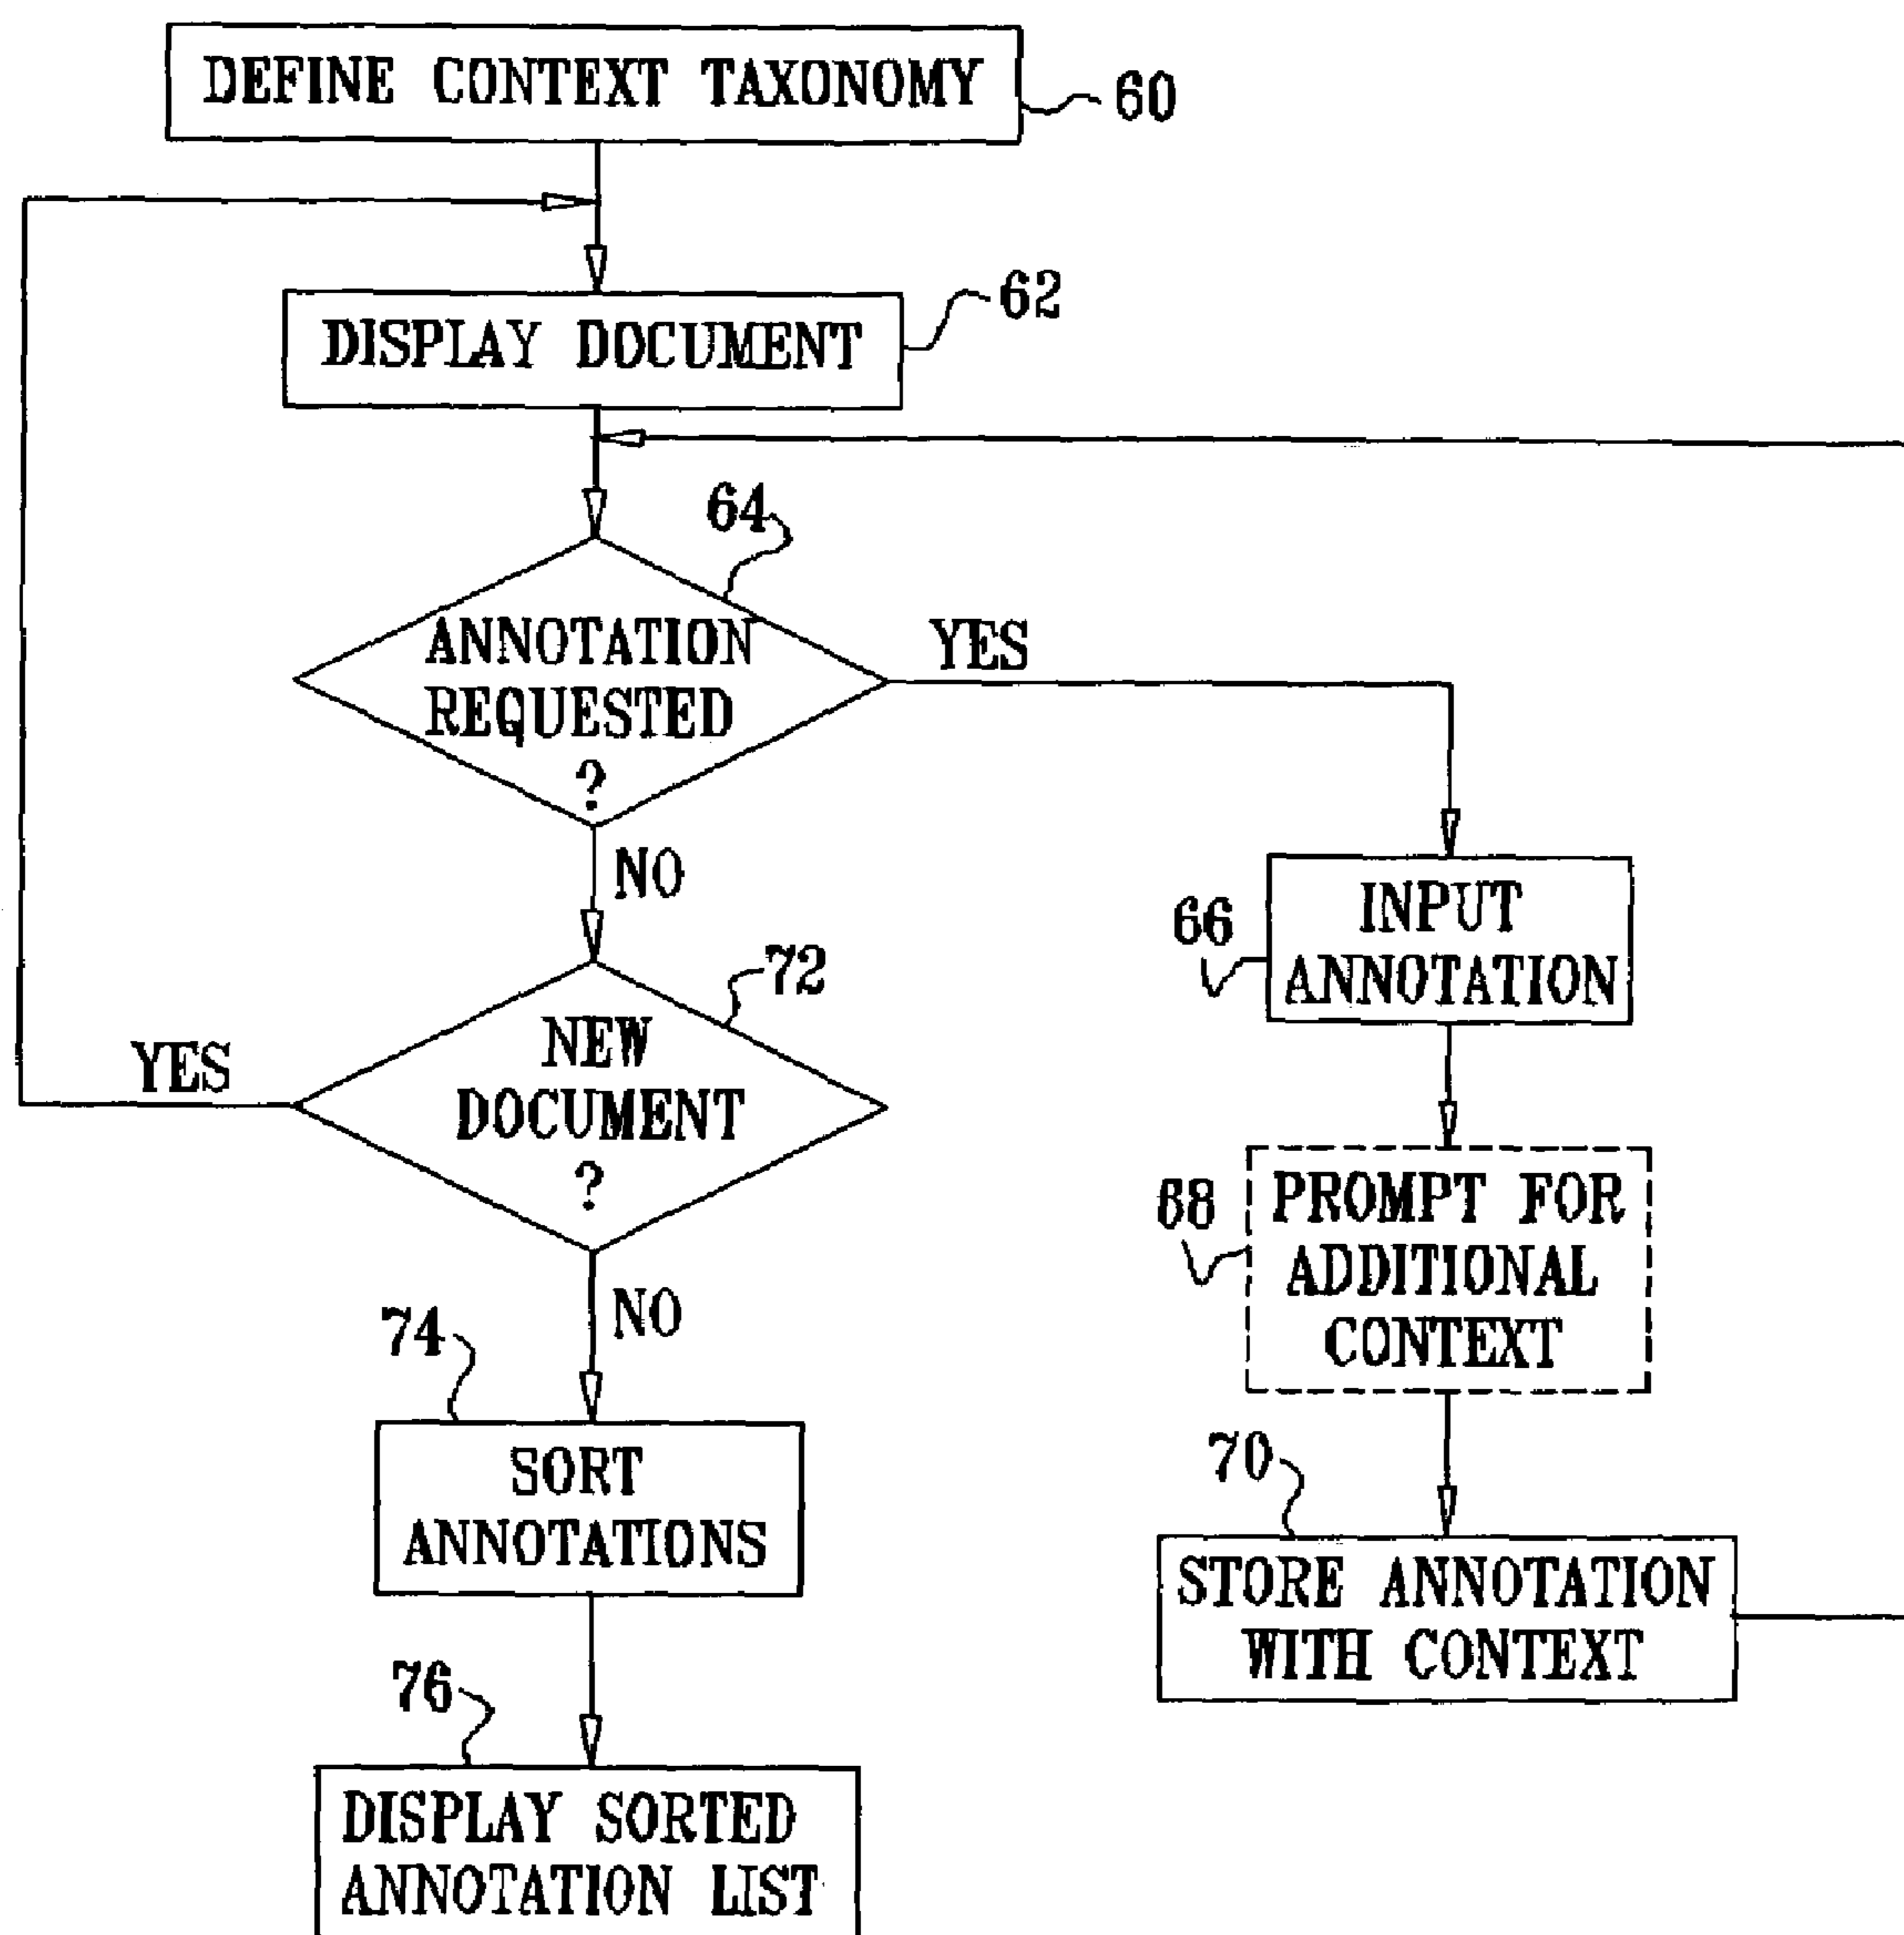 DEFINE CONTEXT TAXONOMY
60
DISPLAY DOCUMENT
62
64
ANNOTATION
REQUESTED
?
YES
NO
66
INPUT
ANNOTATION
72
NEW
DOCUMENT
?
YES
NO
68
PROMPT FOR
ADDITIONAL
CONTEXT
74
SORT
ANNOTATIONS
70
STORE ANNOTATION
WITH CONTEXT
76
DISPLAY SORTED
ANNOTATION LIST